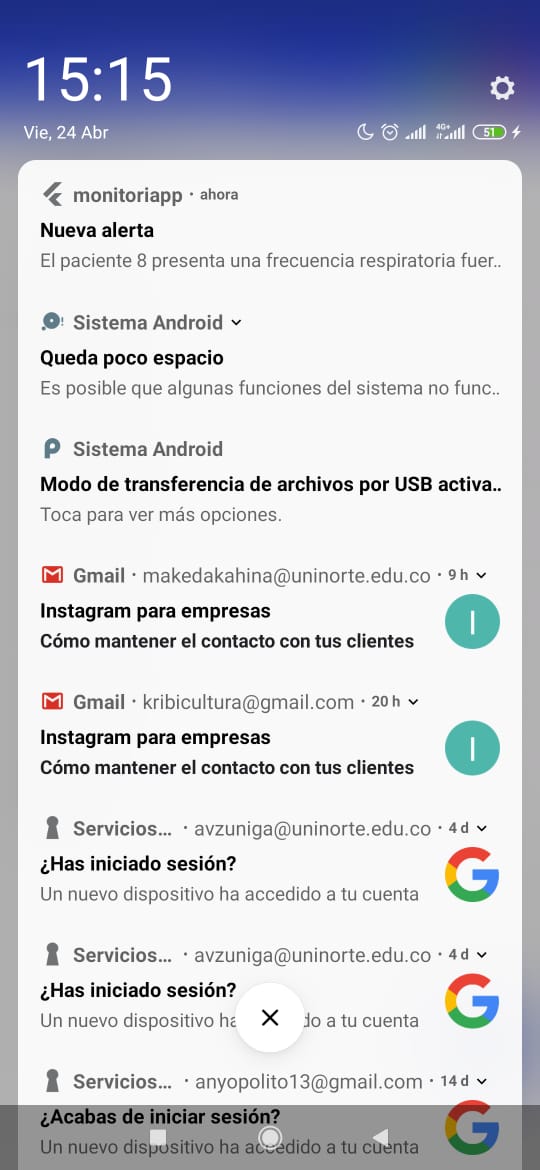 15:15
Vie, 24 Abr
4G+
51
monitoriapp · ahora
Nueva alerta
El paciente 8 presenta una frecuencia respiratoria fuer..
Sistema Android
Queda poco espacio
Es posible que algunas funciones del sistema no func..
Sistema Android
Modo de transferencia de archivos por USB activa..
Toca para ver más opciones.
Gmail · makedakahina@uninorte.edu.co · 9 h
Instagram para empresas
I
Cómo mantener el contacto con tus clientes
Gmail · kribicultura@gmail.com · 20 h
Instagram para empresas
I
Cómo mantener el contacto con tus clientes
Servicios... · avzuniga@uninorte.edu.co · 4 d
¿Has iniciado sesión?
Un nuevo dispositivo ha accedido a tu cuenta
Servicios... · avzuniga@uninorte.edu.co · 4 d
¿Has iniciado sesión?
Un nuevo dispositivo ha do a tu cuenta
Servicios... · anyopolito13@gmail.com · 14 d
¿Acabas de iniciar sesión?
Un nuevo dispositivo ha accedido a tu cuenta